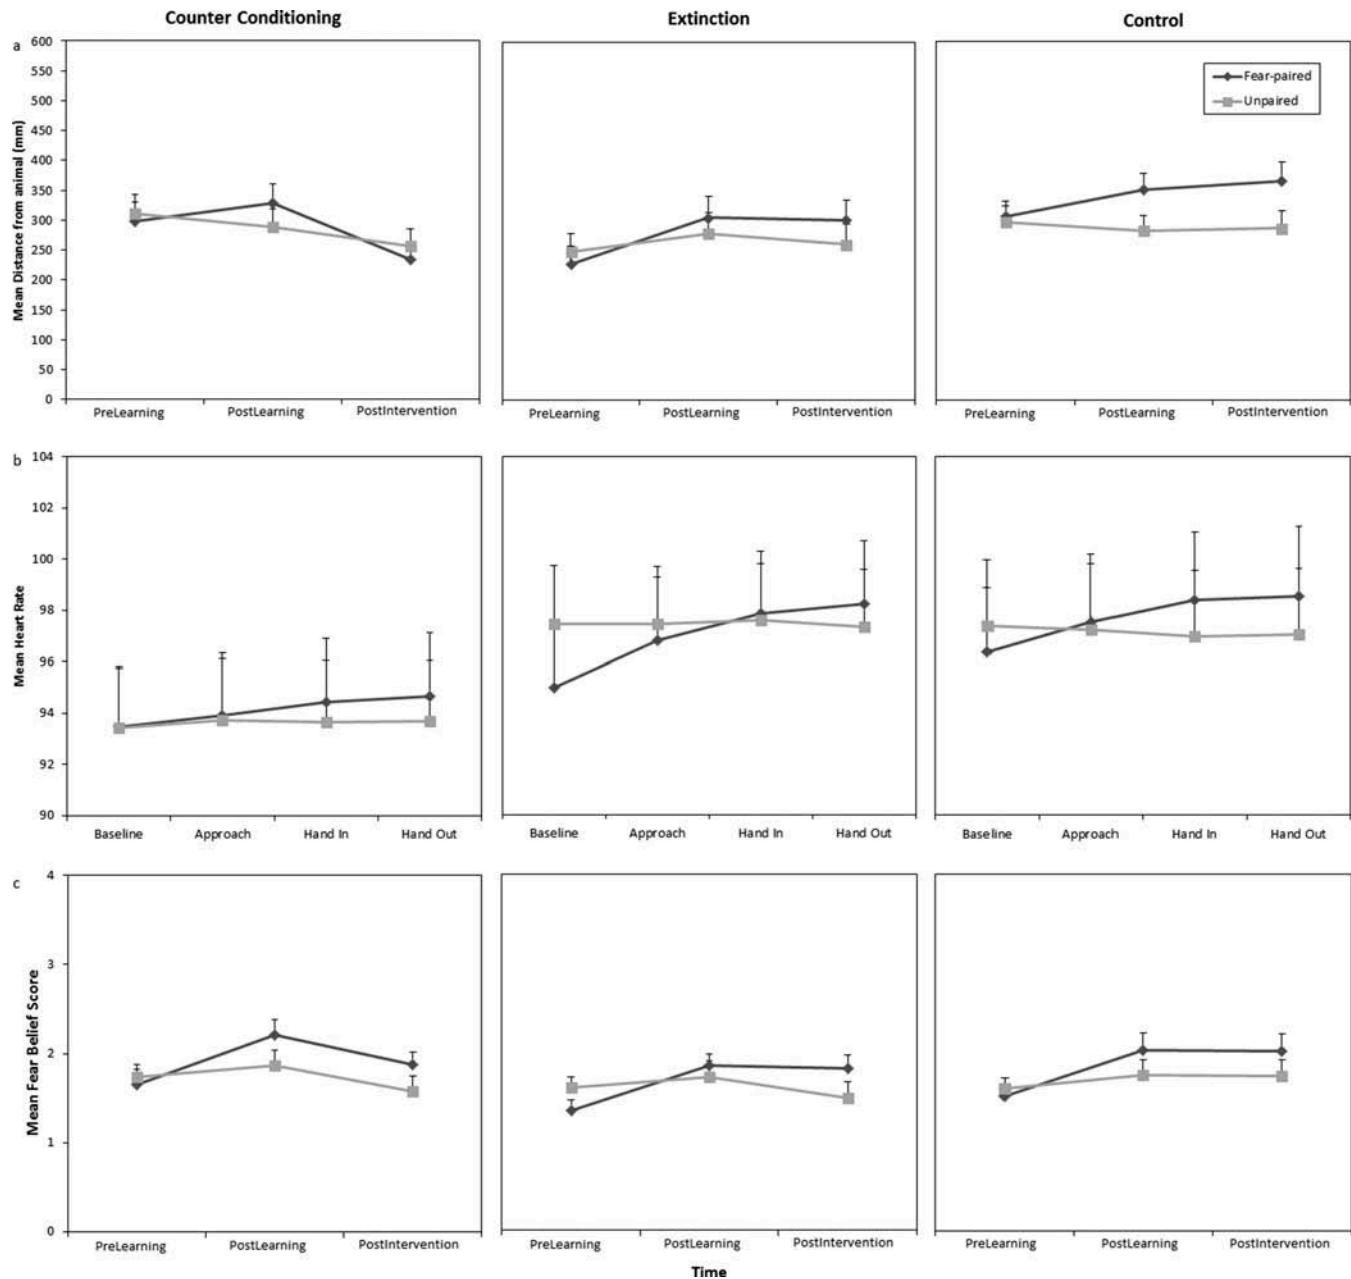 Counter Conditioning
Extinction
Control
a
Mean Distance from animal (mm)
600
550
500
450
400
350
300
250
200
150
100
50
0
Fear-paired
Unpaired
PreLearning PostLearning PostIntervention
PreLearning PostLearning PostIntervention
PreLearning PostLearning PostIntervention
b
Mean Heart Rate
104
102
100
98
96
94
92
90
Baseline Approach Hand In Hand Out
Baseline Approach Hand In Hand Out
Baseline Approach Hand In Hand Out
c
Mean Fear Belief Score
4
3
2
1
0
PreLearning PostLearning PostIntervention
PreLearning PostLearning PostIntervention
PreLearning PostLearning PostIntervention
Time